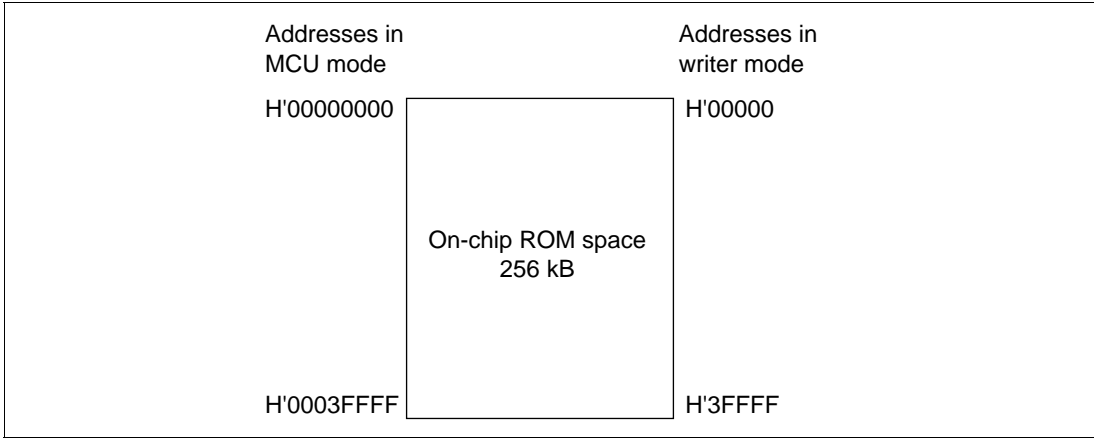 Addresses in
MCU mode
Addresses in
writer mode
H'00000000
H'00000
On-chip ROM space
256 kB
H'0003FFFF
H'3FFFF